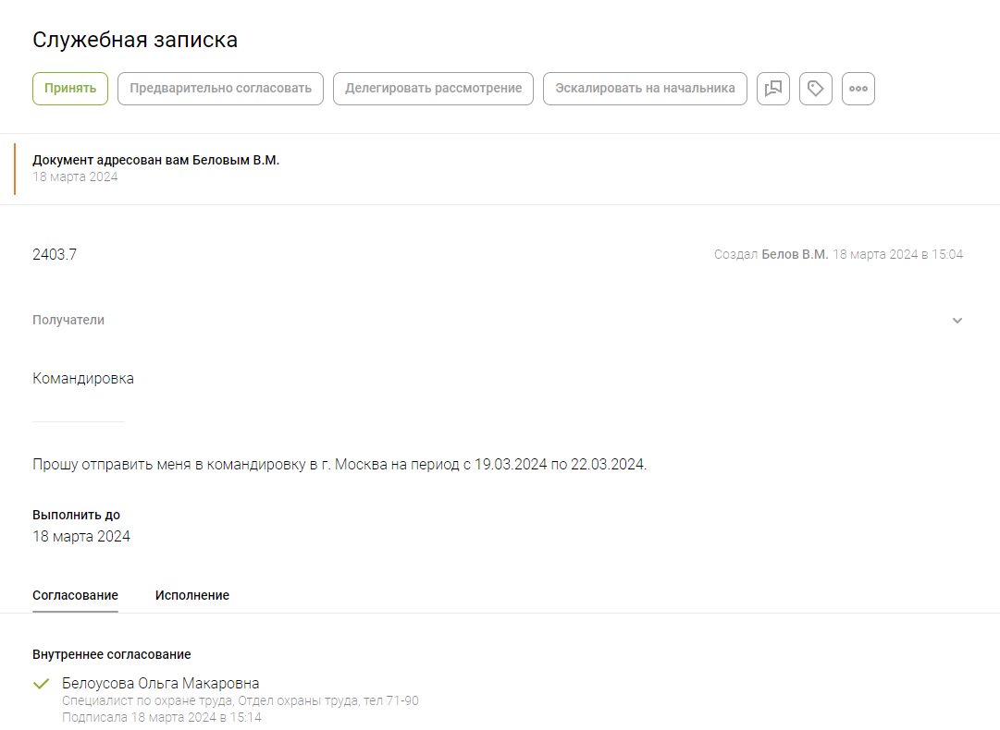 Служебная записка
Принять Предварительно согласовать Делегировать рассмотрение Эскалировать на начальника
Документ адресован вам Беловым В.М.
18 марта 2024
2403.7 Создал Белов В.М. 18 марта 2024 в 15:04
Получатели
Командировка
Прошу отправить меня в командировку в г. Москва на период с 19.03.2024 по 22.03.2024.
Выполнить до
18 марта 2024
Согласование Исполнение
Внутреннее согласование
Белоусова Ольга Макаровна
Специалист по охране труда, Отдел охраны труда, тел 71-90
Подписала 18 марта 2024 в 15:14